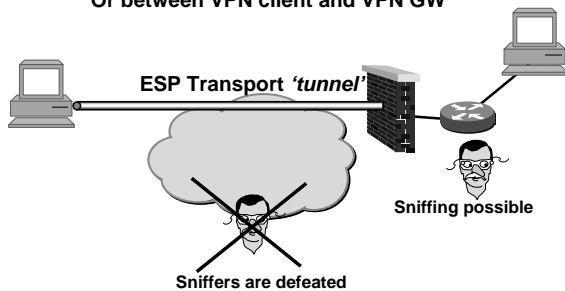 Or between VPN client and VPN GW
ESP Transport ‘tunnel’
Sniffing possible
Sniffers are defeated